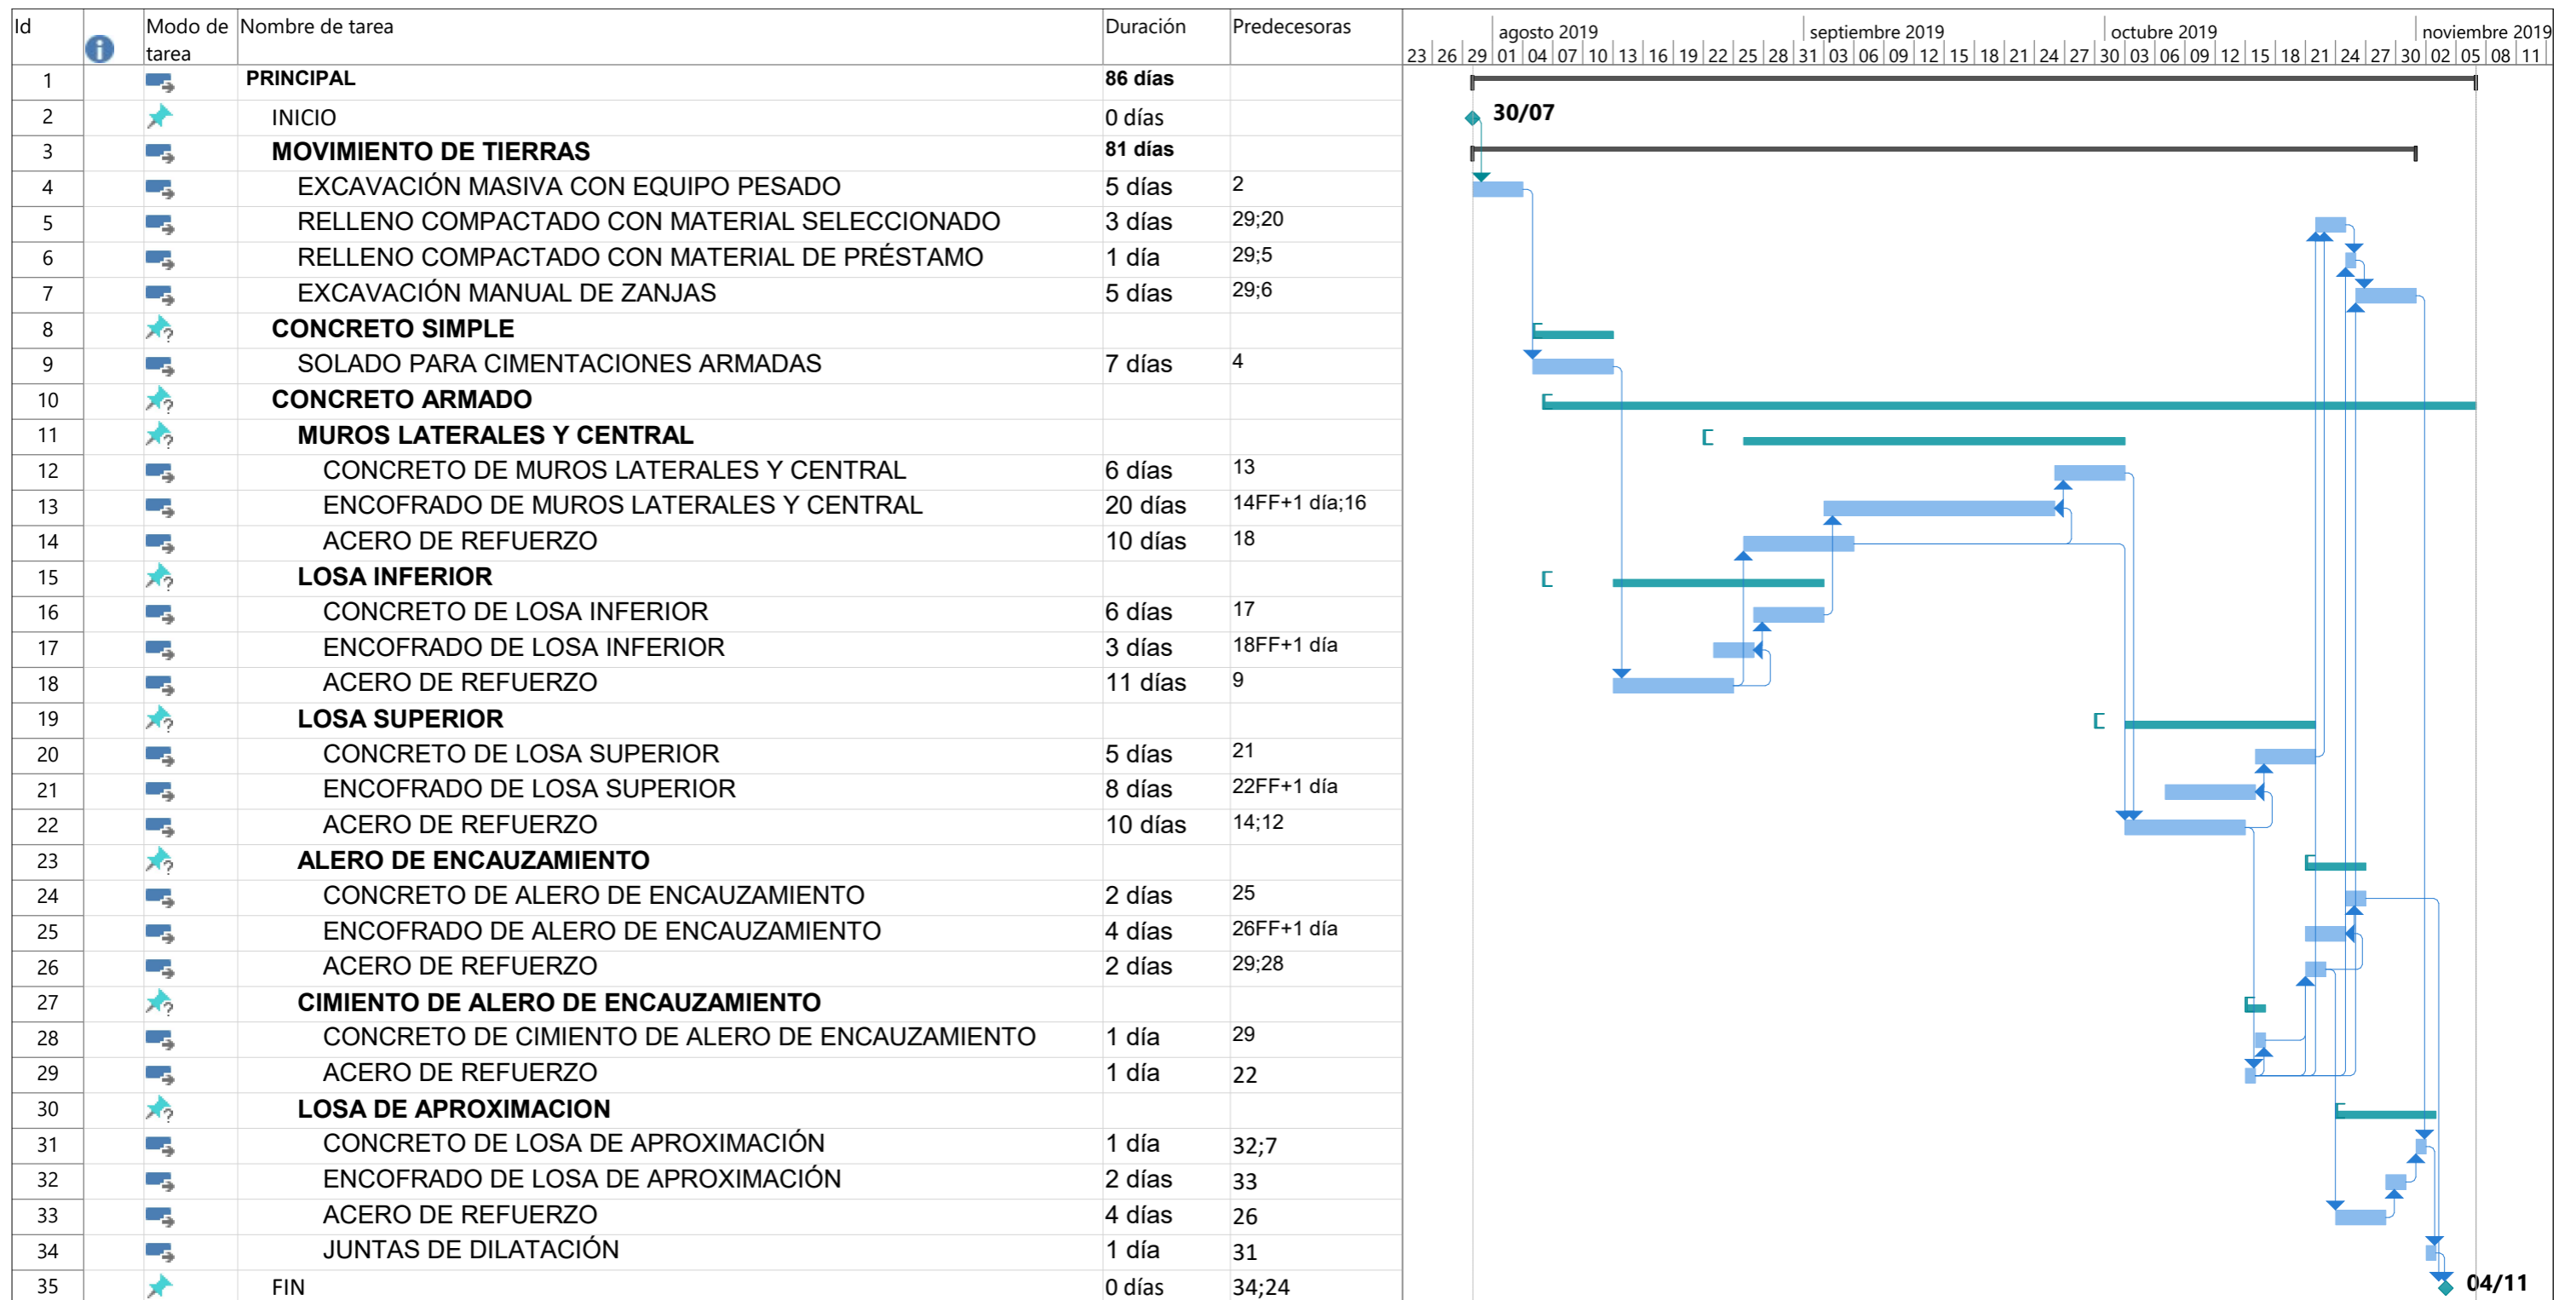 Id Modo de tarea Nombre de tarea Duración Predecesoras
agosto 2019 septiembre 2019 octubre 2019 noviembre 2019
23 26 29 01 04 07 10 13 16 19 22 25 28 31 03 06 09 12 15 18 21 24 27 30 03 06 09 12 15 18 21 24 27 30 02 05 08 11
1 PRINCIPAL 86 días
2 INICIO 0 días 30/07
3 MOVIMIENTO DE TIERRAS 81 días
4 EXCAVACIÓN MASIVA CON EQUIPO PESADO 5 días 2
5 RELLENO COMPACTADO CON MATERIAL SELECCIONADO 3 días 29;20
6 RELLENO COMPACTADO CON MATERIAL DE PRÉSTAMO 1 día 29;5
7 EXCAVACIÓN MANUAL DE ZANJAS 5 días 29;6
8 CONCRETO SIMPLE
9 SOLADO PARA CIMENTACIONES ARMADAS 7 días 4
10 CONCRETO ARMADO
11 MUROS LATERALES Y CENTRAL
12 CONCRETO DE MUROS LATERALES Y CENTRAL 6 días 13
13 ENCOFRADO DE MUROS LATERALES Y CENTRAL 20 días 14FF+1 día;16
14 ACERO DE REFUERZO 10 días 18
15 LOSA INFERIOR
16 CONCRETO DE LOSA INFERIOR 6 días 17
17 ENCOFRADO DE LOSA INFERIOR 3 días 18FF+1 día
18 ACERO DE REFUERZO 11 días 9
19 LOSA SUPERIOR
20 CONCRETO DE LOSA SUPERIOR 5 días 21
21 ENCOFRADO DE LOSA SUPERIOR 8 días 22FF+1 día
22 ACERO DE REFUERZO 10 días 14;12
23 ALERO DE ENCAUZAMIENTO
24 CONCRETO DE ALERO DE ENCAUZAMIENTO 2 días 25
25 ENCOFRADO DE ALERO DE ENCAUZAMIENTO 4 días 26FF+1 día
26 ACERO DE REFUERZO 2 días 29;28
27 CIMIENTO DE ALERO DE ENCAUZAMIENTO
28 CONCRETO DE CIMIENTO DE ALERO DE ENCAUZAMIENTO 1 día 29
29 ACERO DE REFUERZO 1 día 22
30 LOSA DE APROXIMACION
31 CONCRETO DE LOSA DE APROXIMACIÓN 1 día 32;7
32 ENCOFRADO DE LOSA DE APROXIMACIÓN 2 días 33
33 ACERO DE REFUERZO 4 días 26
34 JUNTAS DE DILATACIÓN 1 día 31
35 FIN 0 días 34;24 04/11